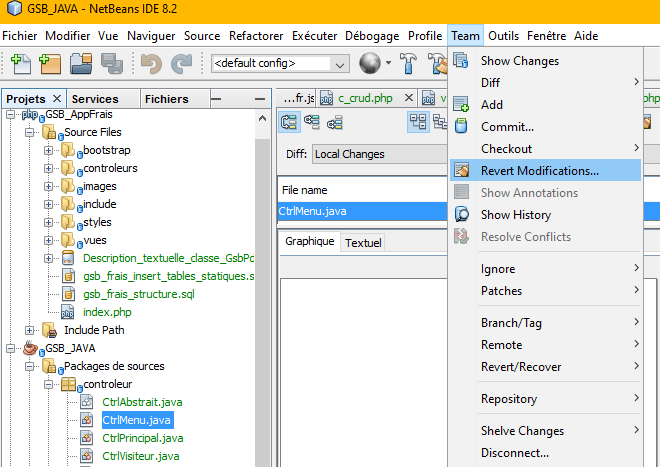 GSB_JAVA - NetBeans IDE 8.2
Fichier Modifier Vue Naviguer Source Refactorer Exécuter Débogage Profile Team Outils Fenêtre Aide
<default config>
Projets Services Fichiers
...fr.js c_crud.php v php
php GSB_AppFrais
Source Files
bootstrap
controleurs
images
include
styles
vues
Description_textuelle_classe_GsbPd
gsb_frais_insert_tables_statiques.s
gsb_frais_structure.sql
index.php
Include Path
GSB_JAVA
Packages de sources
controleur
CtrlAbstrait.java
CtrlMenu.java
CtrlPrincipal.java
CtrlVisiteur.java
Diff: Local Changes
File name
CtrlMenu.java
Graphique Textuel
Show Changes
Diff
Add
Commit...
Checkout
Revert Modifications...
Show Annotations
Show History
Resolve Conflicts
Ignore
Patches
Branch/Tag
Remote
Revert/Recover
Repository
Shelve Changes
Disconnect...